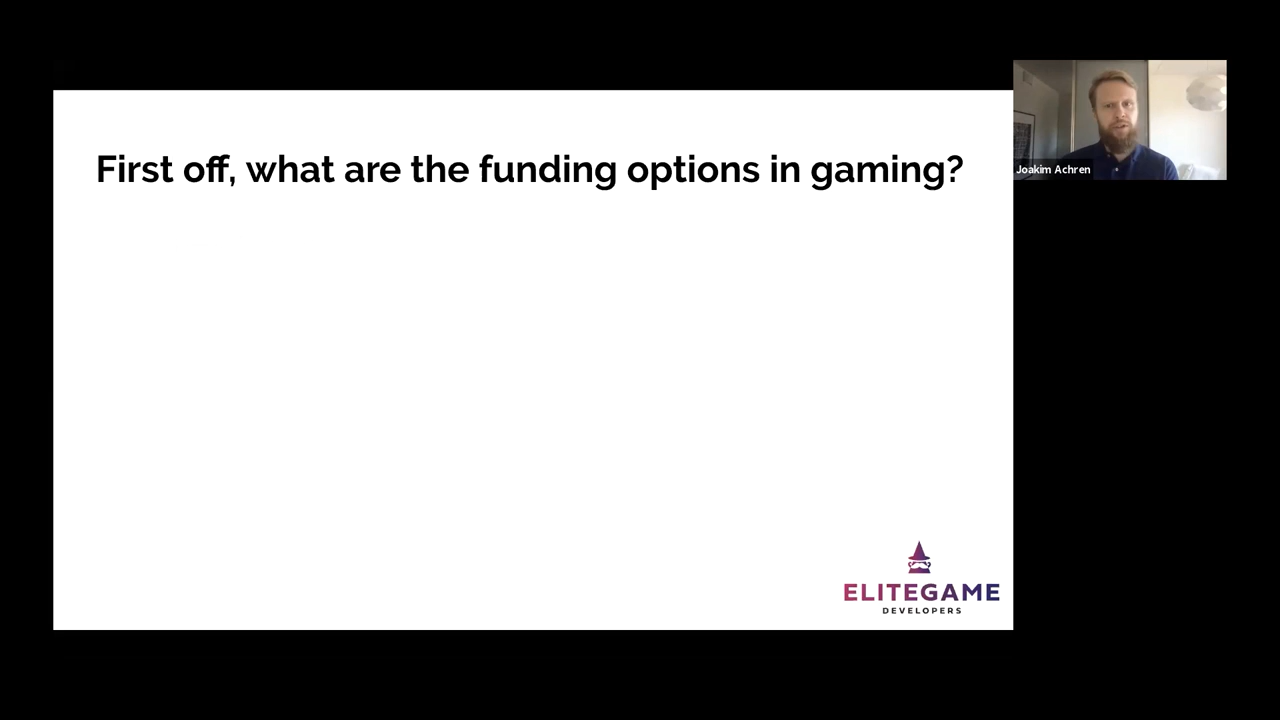 First off, what are the funding options in gaming?
Joakim Achren
ELITEGAME
DEVELOPERS